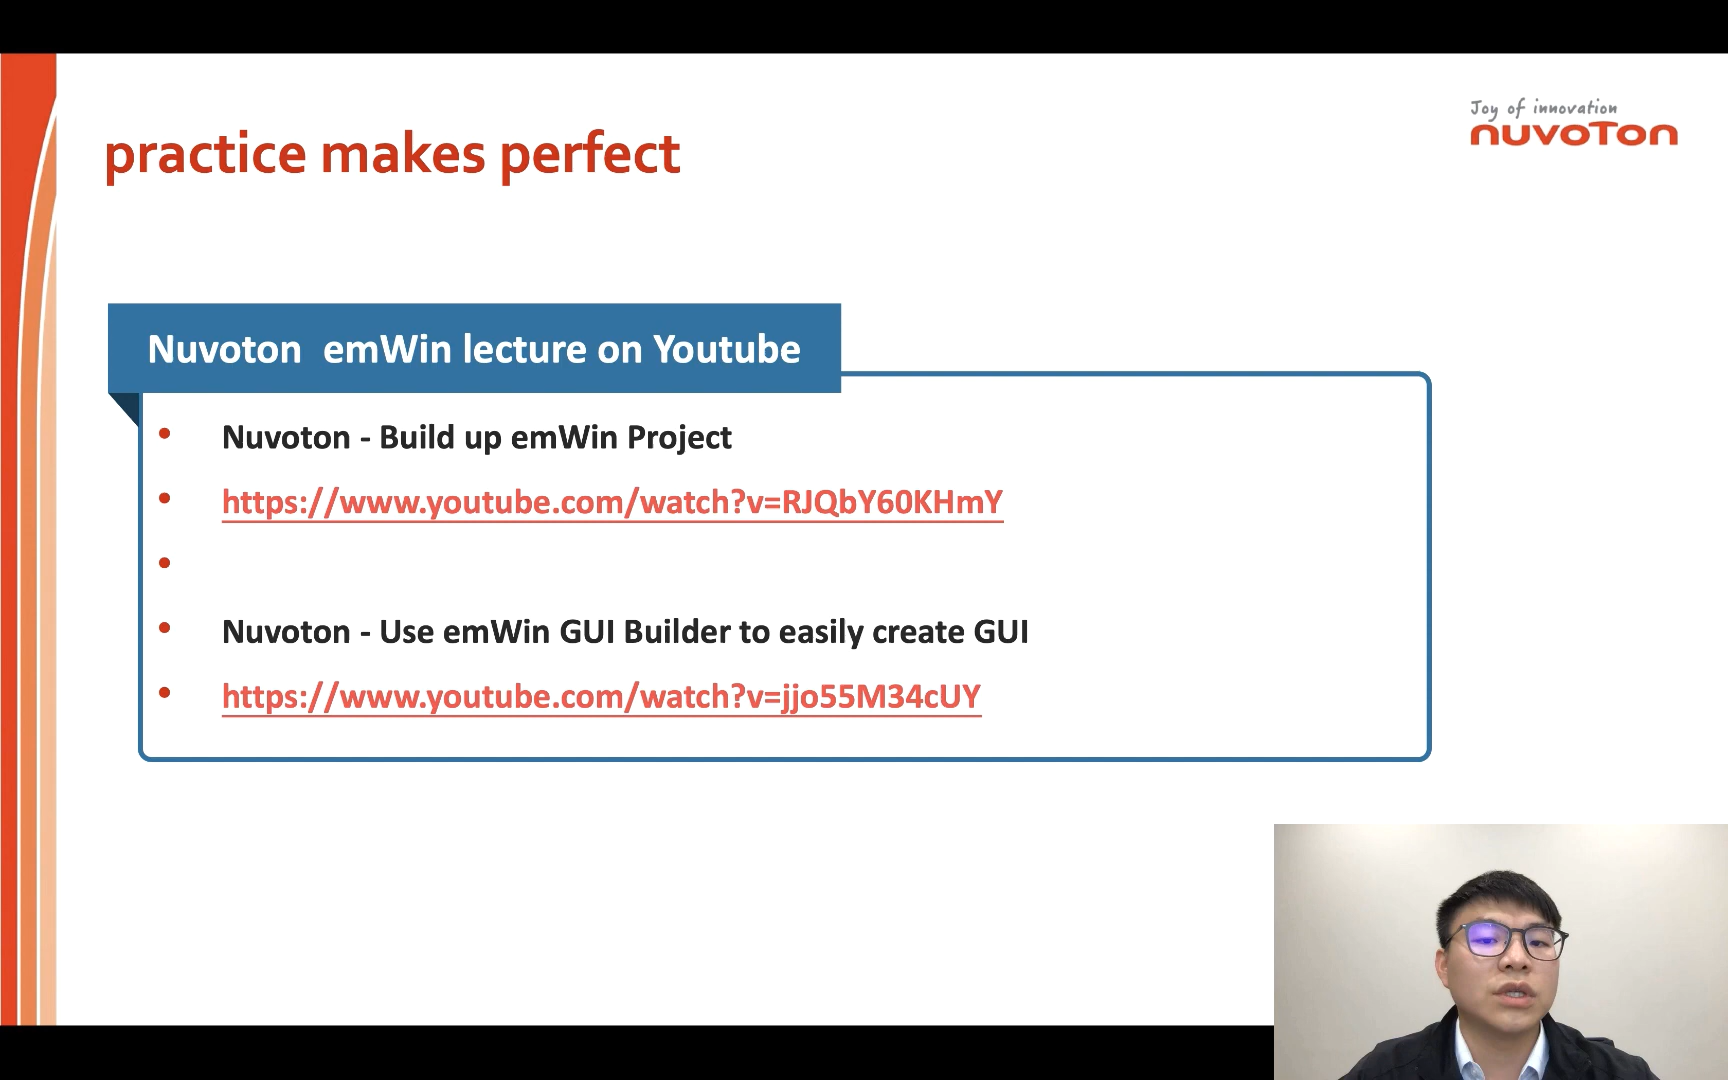 Joy of innovation
nuvoTon
practice makes perfect
Nuvoton emWin lecture on Youtube
• Nuvoton - Build up emWin Project
• https://www.youtube.com/watch?v=RJQbY60KHmY
•
• Nuvoton - Use emWin GUI Builder to easily create GUI
• https://www.youtube.com/watch?v=jjo55M34cUY